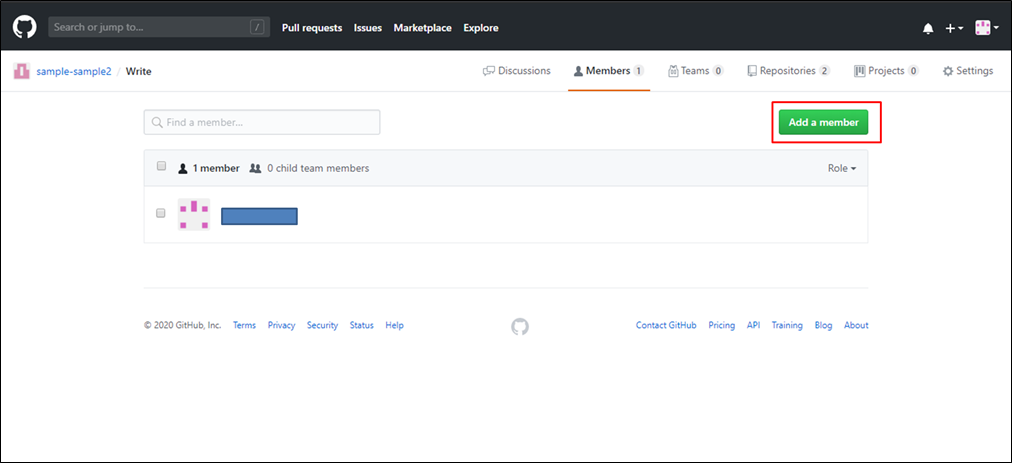 Search or jump to... / Pull requests Issues Marketplace Explore
sample-sample2 / Write Discussions Members 1 Teams 0 Repositories 2 Projects 0 Settings
Find a member... Add a member
1 member 0 child team members Role
© 2020 GitHub, Inc. Terms Privacy Security Status Help Contact GitHub Pricing API Training Blog About